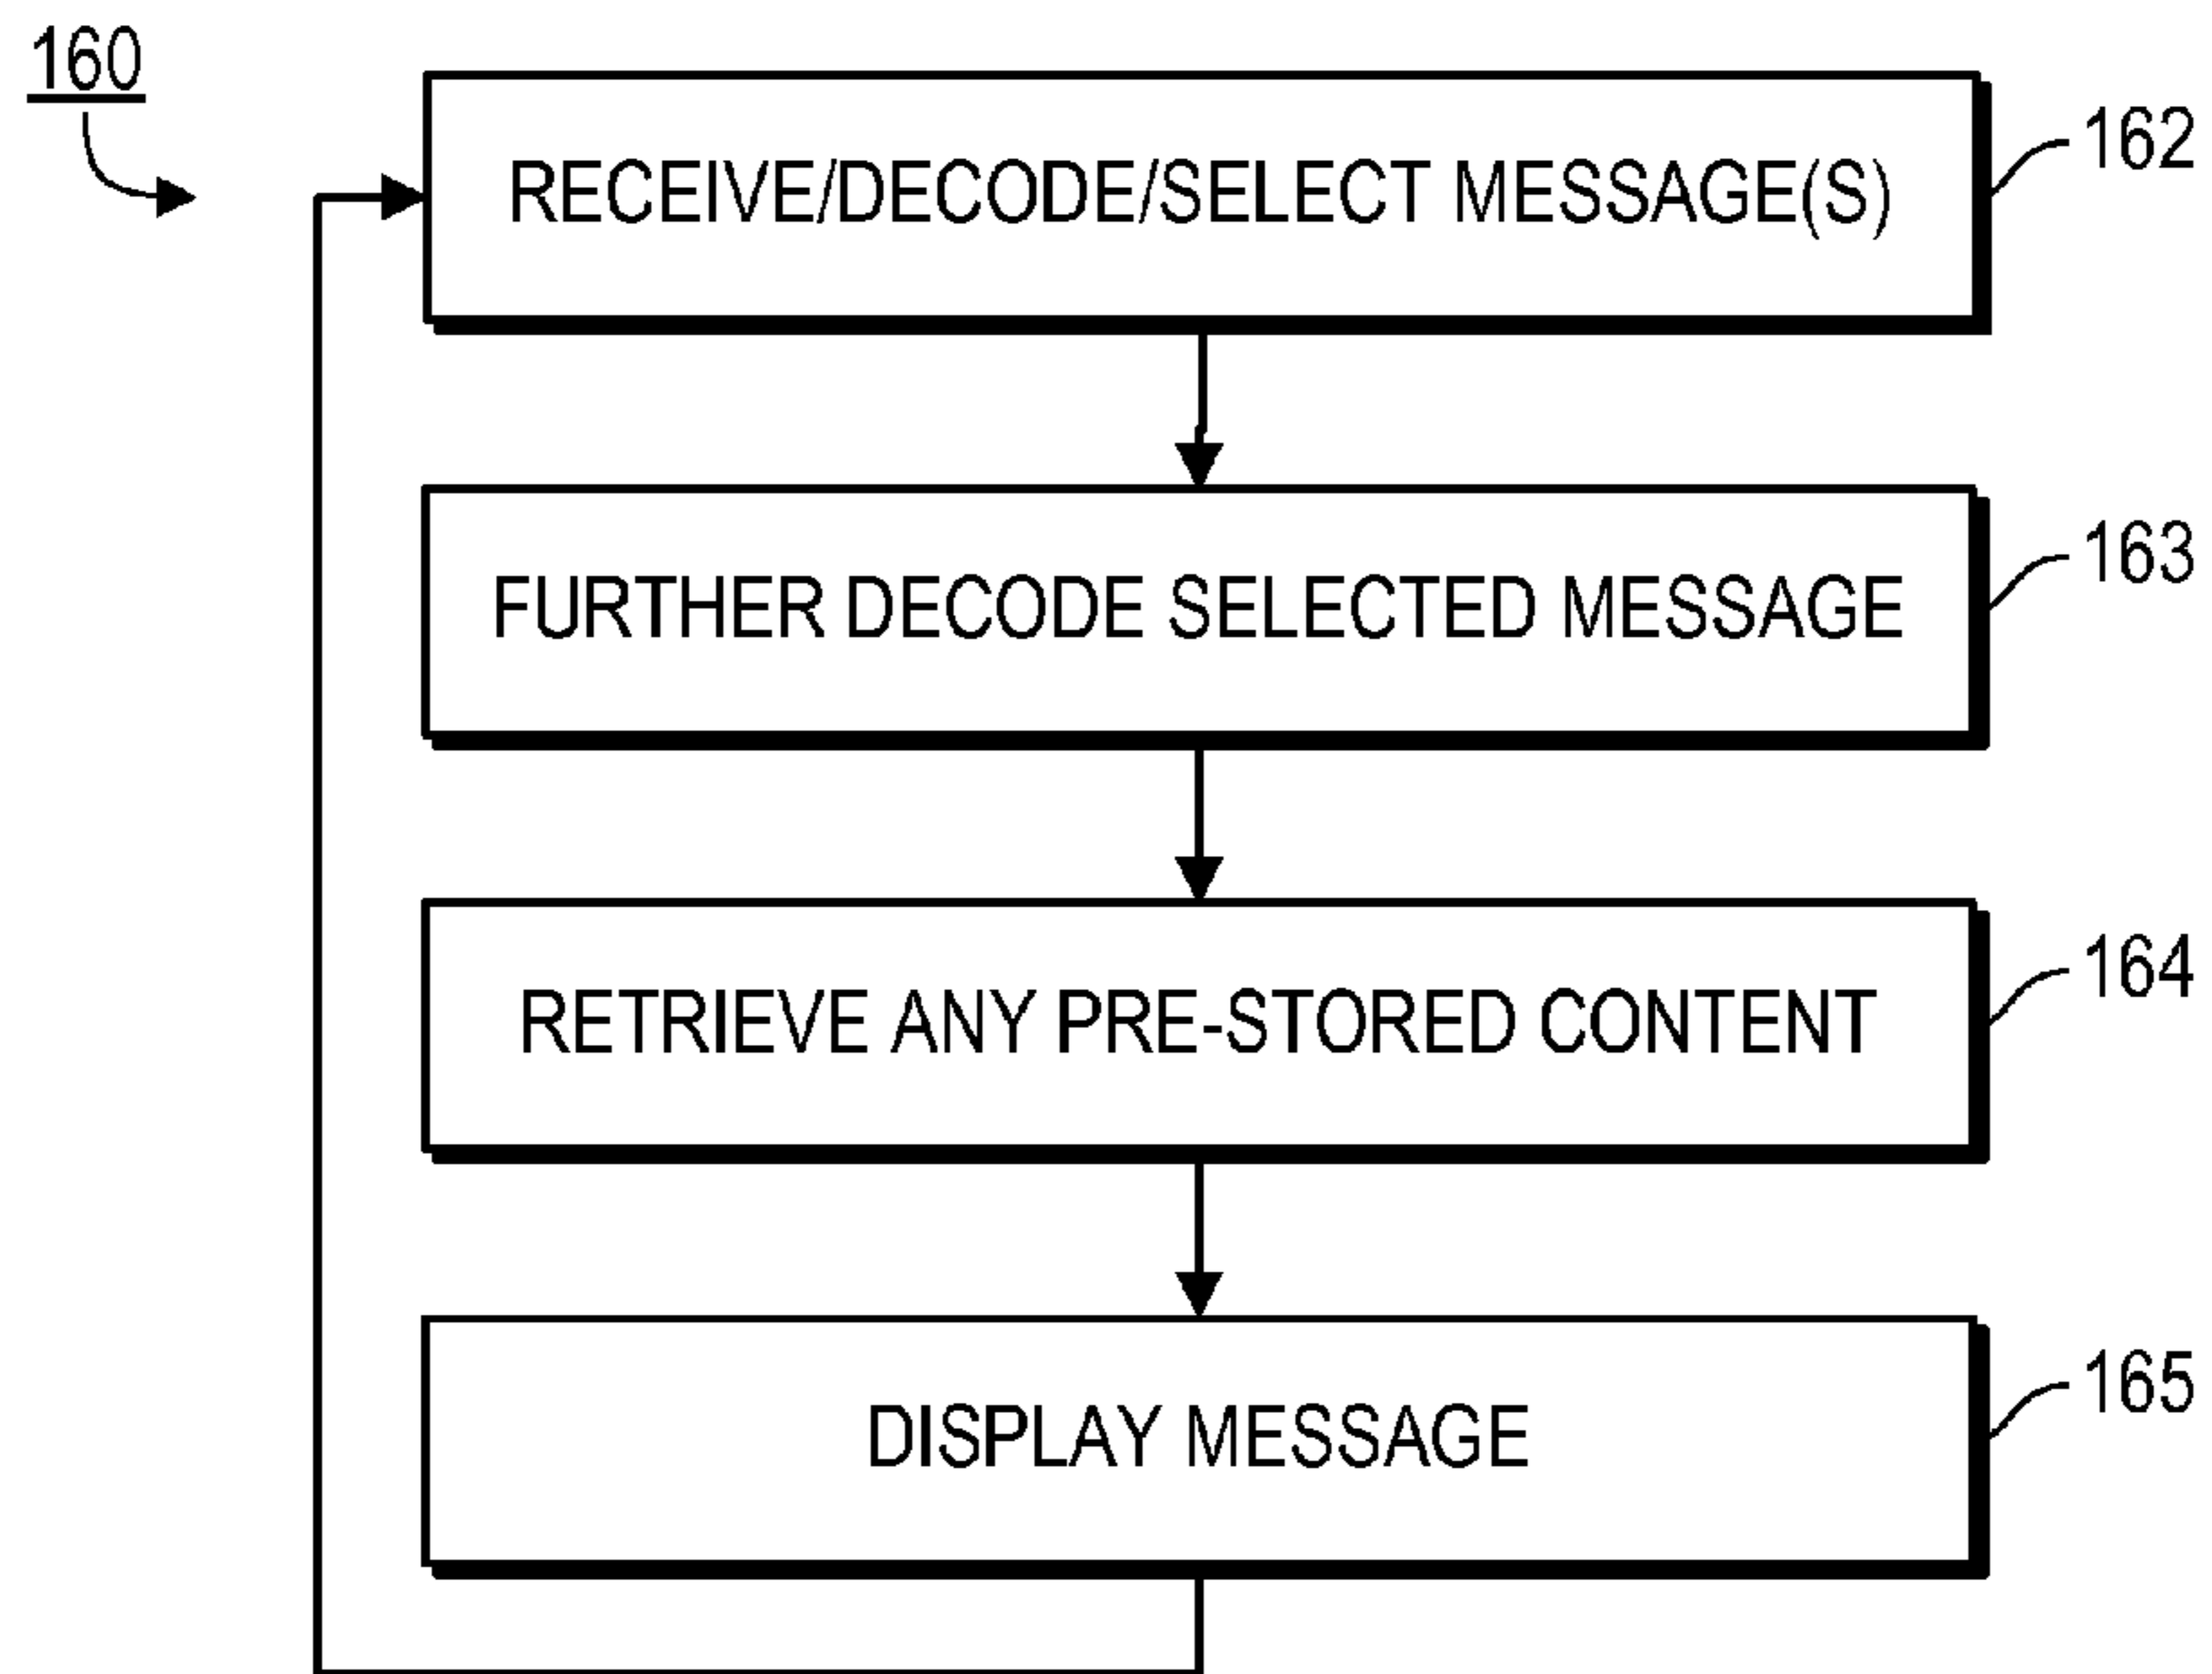 160
RECEIVE/DECODE/SELECT MESSAGE(S)
162
FURTHER DECODE SELECTED MESSAGE
163
RETRIEVE ANY PRE-STORED CONTENT
164
DISPLAY MESSAGE
165